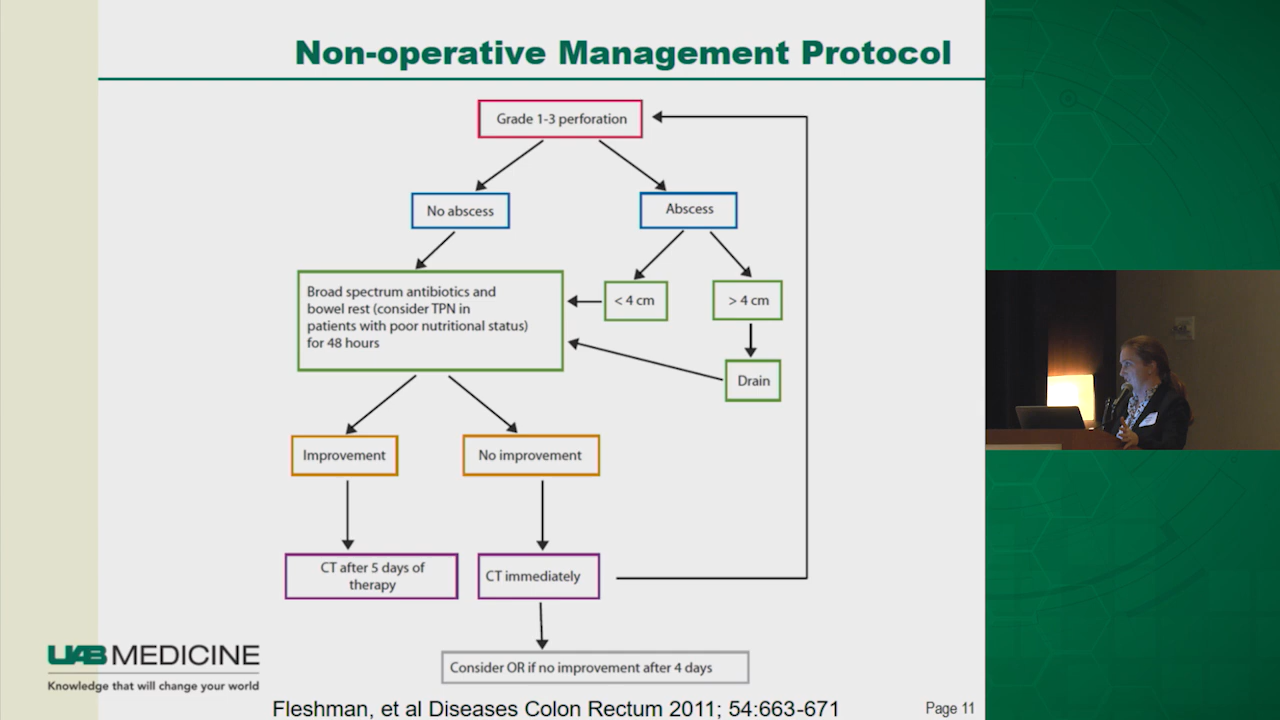 Non-operative Management Protocol
Grade 1-3 perforation
No abscess
Abscess
Broad spectrum antibiotics and
bowel rest (consider TPN in
patients with poor nutritional status)
for 48 hours
< 4 cm
> 4 cm
Drain
Improvement
No improvement
CT after 5 days of
therapy
CT immediately
Consider OR if no improvement after 4 days
UAB MEDICINE
Knowledge that will change your world
Fleshman, et al Diseases Colon Rectum 2011; 54:663-671
Page 11